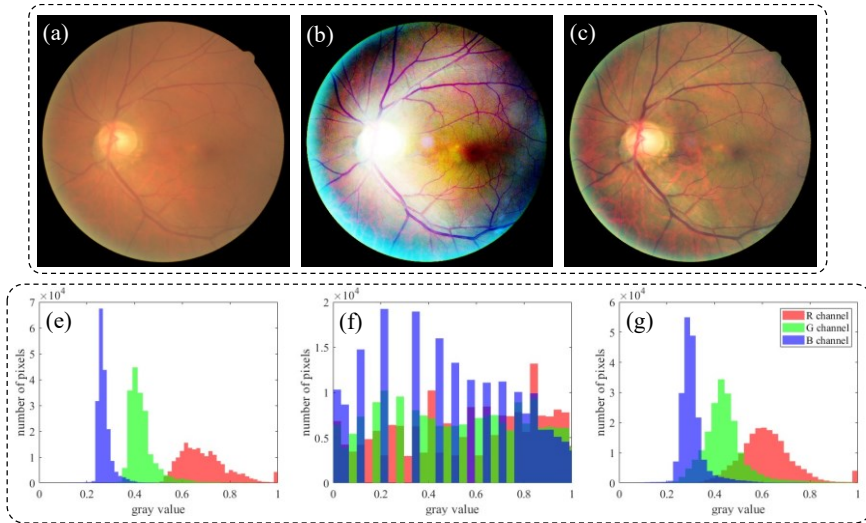 (a) (b) (c)
(e) (f) (g)
7 ×10⁴
6
5
4
3
2
1
0
number of pixels
0 0.2 0.4 0.6 0.8 1
gray value
2 ×10⁴
1.5
1
0.5
0
number of pixels
0 0.2 0.4 0.6 0.8 1
gray value
6 ×10⁴
5
4
3
2
1
0
number of pixels
0 0.2 0.4 0.6 0.8 1
gray value
R channel
G channel
B channel